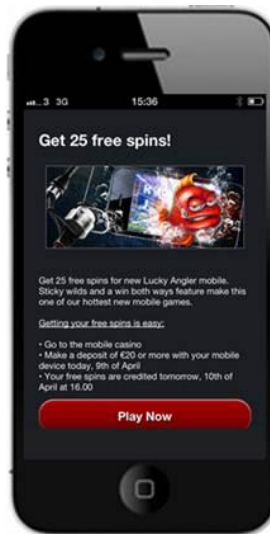 3 3G 15:36
Get 25 free spins!
Get 25 free spins for new Lucky Angler mobile.
Sticky wilds and a win both ways feature make this
one of our hottest new mobile games.
Getting your free spins is easy:
• Go to the mobile casino
• Make a deposit of €20 or more with your mobile
device today, 9th of April
• Your free spins are credited tomorrow, 10th of
April at 16.00
Play Now